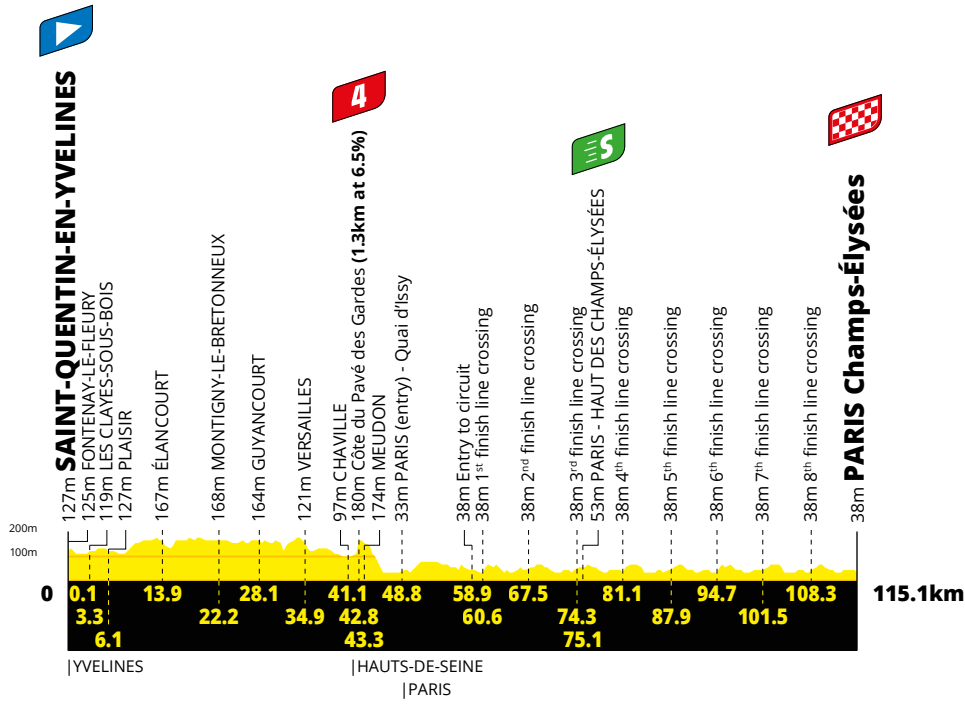 4
S
127m SAINT-QUENTIN-EN-YVELINES
125m FONTENAY-LE-FLEURY
119m LES CLAYES-SOUS-BOIS
127m PLAISIR
167m ÉLANCOURT
168m MONTIGNY-LE-BRETONNEUX
164m GUYANCOURT
121m VERSAILLES
97m CHAVILLE
180m Côte du Pavé des Gardes (1.3km at 6.5%)
174m MEUDON
33m PARIS (entry) - Quai d'Issy
38m Entry to circuit
38m 1st finish line crossing
38m 2nd finish line crossing
38m 3rd finish line crossing
53m PARIS - HAUT DES CHAMPS-ÉLYSÉES
38m 4th finish line crossing
38m 5th finish line crossing
38m 6th finish line crossing
38m 7th finish line crossing
38m 8th finish line crossing
38m PARIS Champs-Élysées
200m
100m
0 0.1 13.9 28.1 41.1 48.8 58.9 67.5 81.1 94.7 108.3 115.1km
3.3 22.2 34.9 42.8 60.6 74.3 87.9 101.5
6.1 43.3 75.1
|YVELINES |HAUTS-DE-SEINE
|PARIS